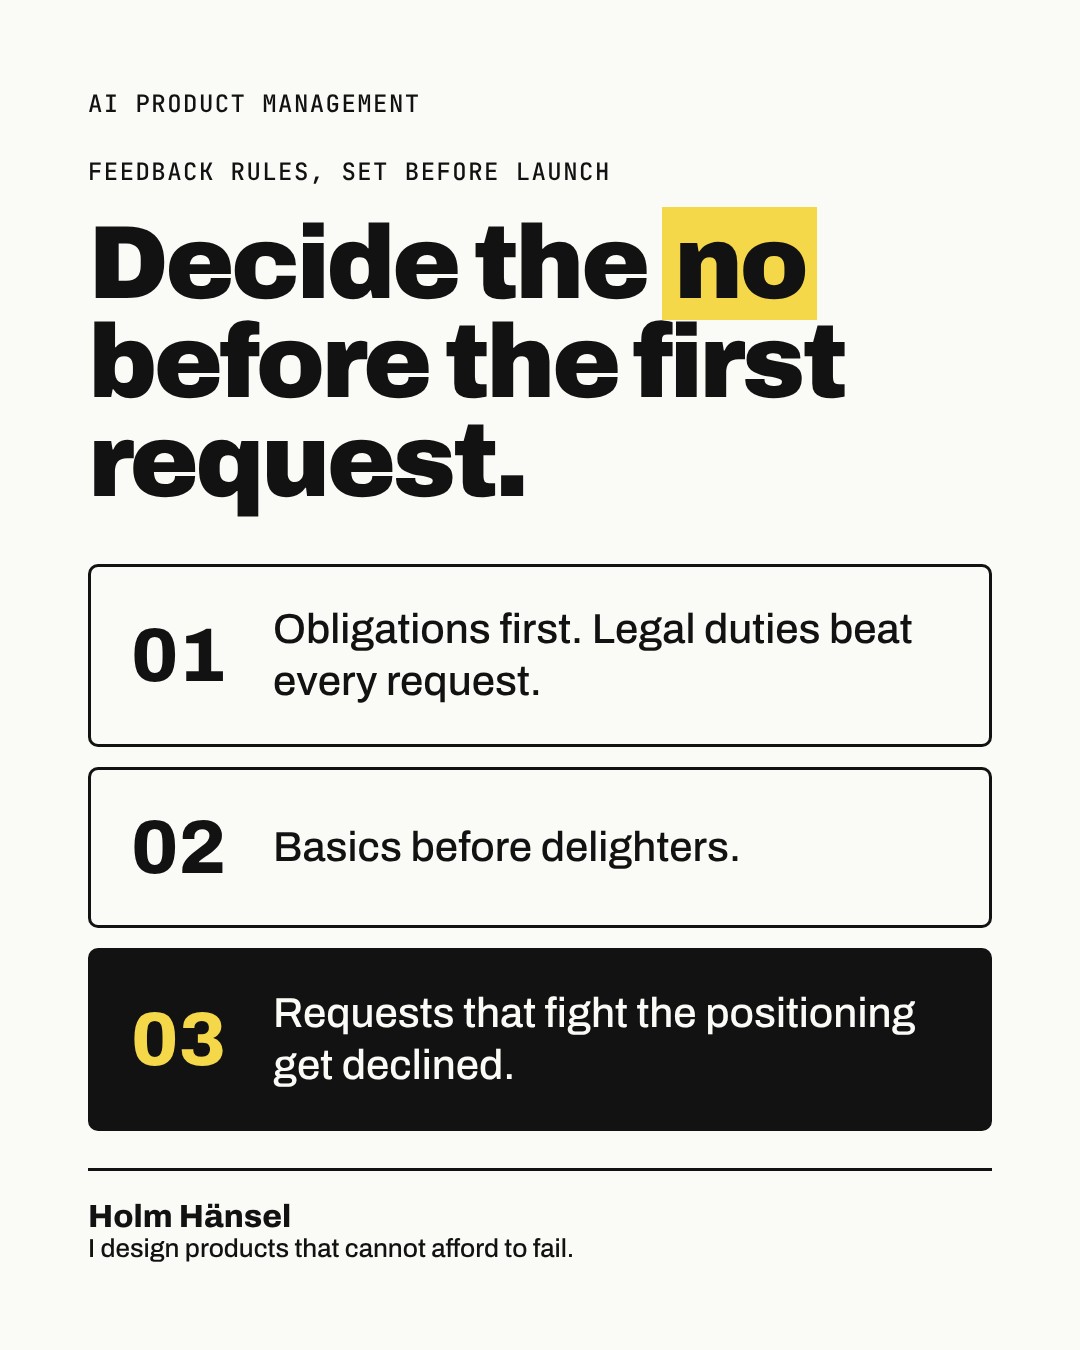 AI PRODUCT MANAGEMENT
FEEDBACK RULES, SET BEFORE LAUNCH
Decide the no
before the first
request.
01
Obligations first. Legal duties beat
every request.
02
Basics before delighters.
03
Requests that fight the positioning
get declined.
Holm Hänsel
I design products that cannot afford to fail.